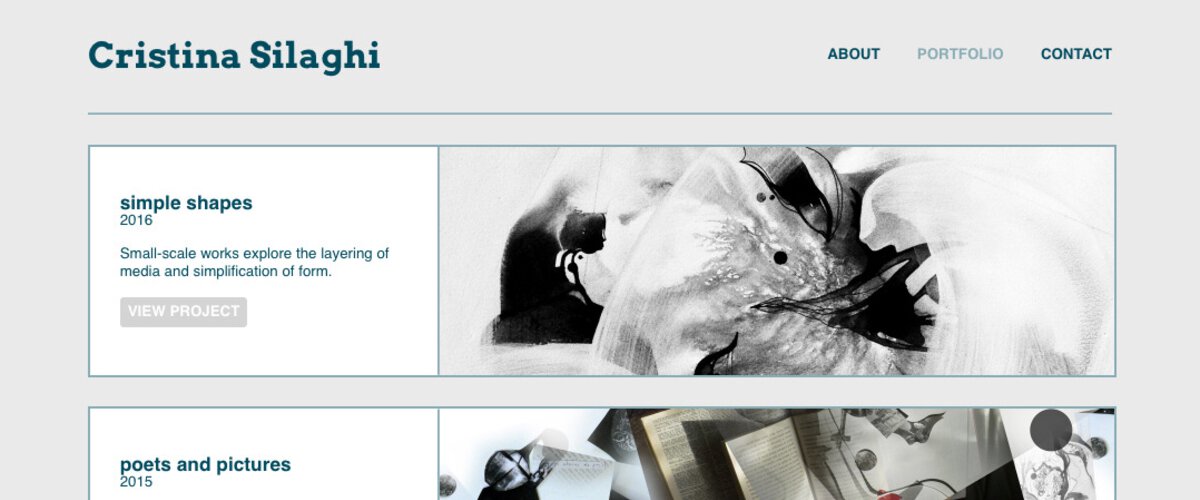 Cristina Silaghi
ABOUT PORTFOLIO CONTACT
simple shapes
2016
Small-scale works explore the layering of
media and simplification of form.
VIEW PROJECT
poets and pictures
2015